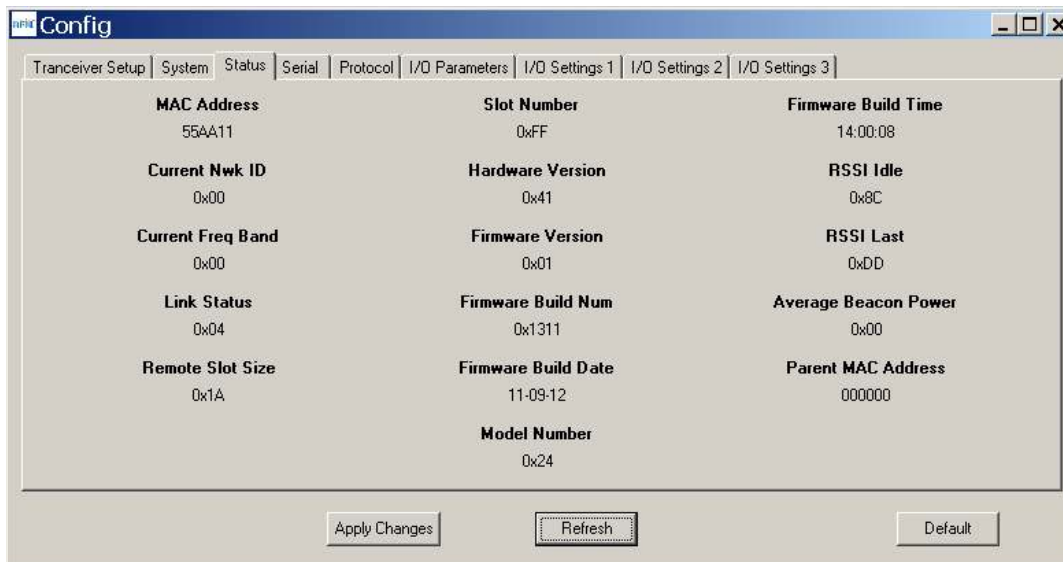 RFM Config
Tranceiver Setup System Status Serial Protocol I/O Parameters I/O Settings 1 I/O Settings 2 I/O Settings 3
MAC Address Slot Number Firmware Build Time
55AA11 0xFF 14:00:08
Current Nwk ID Hardware Version RSSI Idle
0x00 0x41 0x8C
Current Freq Band Firmware Version RSSI Last
0x00 0x01 0xDD
Link Status Firmware Build Num Average Beacon Power
0x04 0x1311 0x00
Remote Slot Size Firmware Build Date Parent MAC Address
0x1A 11-09-12 000000
Model Number
0x24
Apply Changes Refresh Default